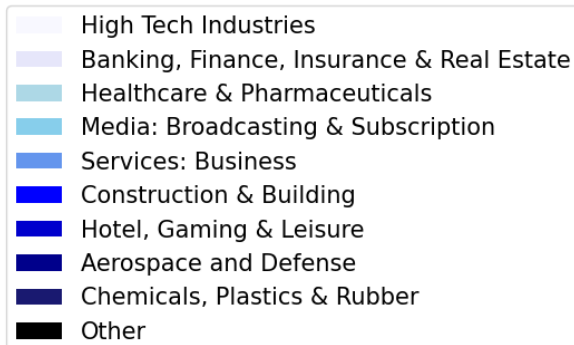 High Tech Industries
Banking, Finance, Insurance & Real Estate
Healthcare & Pharmaceuticals
Media: Broadcasting & Subscription
Services: Business
Construction & Building
Hotel, Gaming & Leisure
Aerospace and Defense
Chemicals, Plastics & Rubber
Other